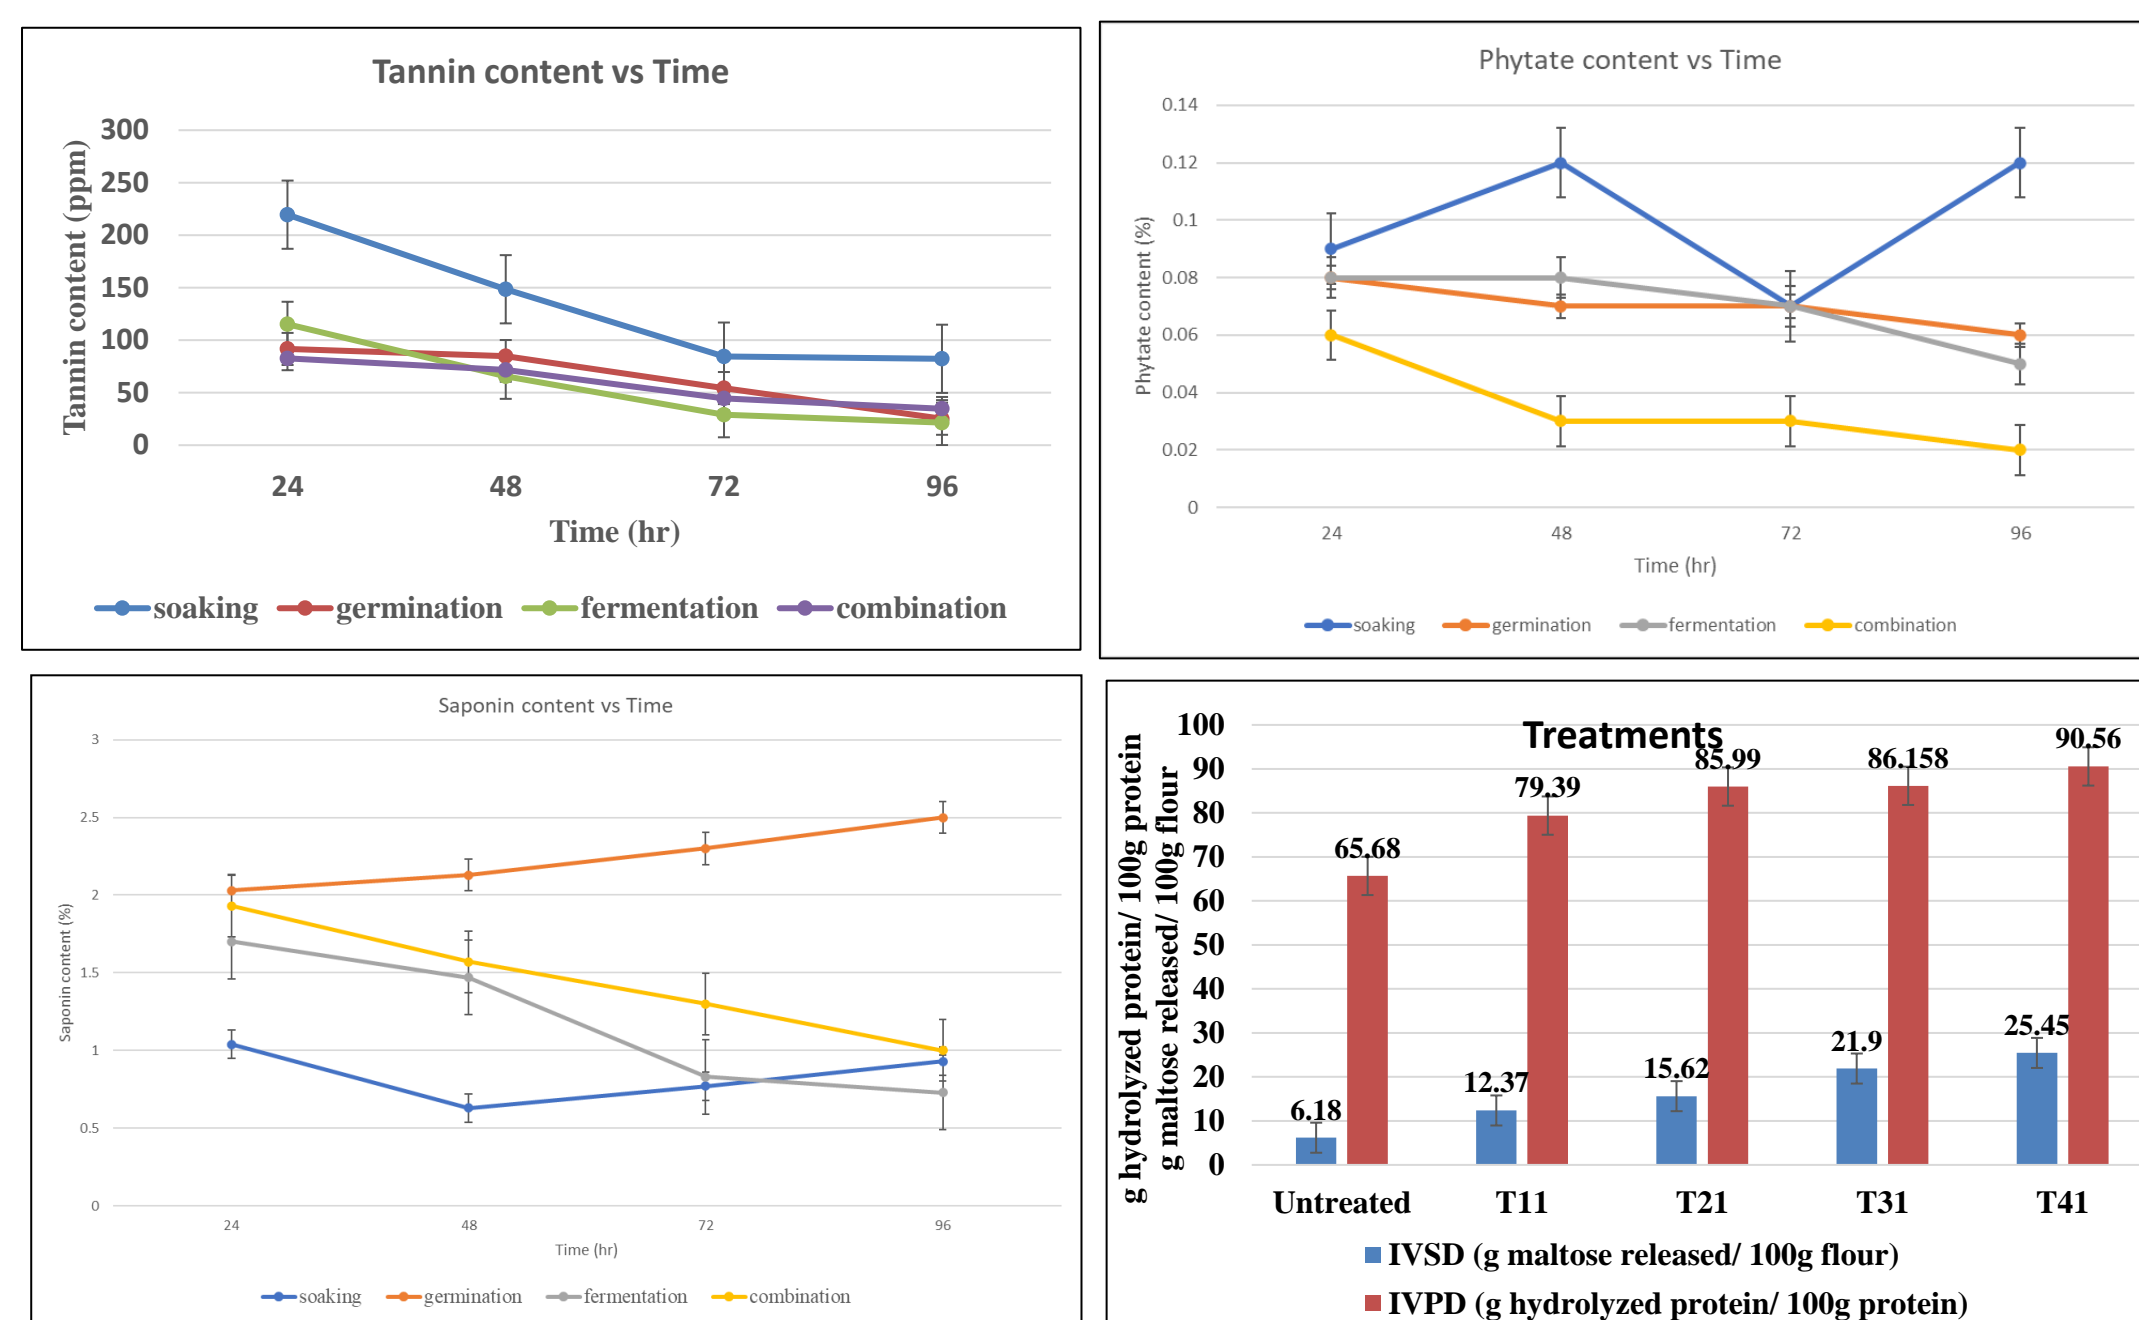 Tannin content vs Time
Tannin content (ppm)
300
250
200
150
100
50
0
24 48 72 96
Time (hr)
soaking germination fermentation combination
Phytate content vs Time
Phytate content (%)
0.14
0.12
0.1
0.08
0.06
0.04
0.02
0
24 48 72 96
Time (hr)
soaking germination fermentation combination
Saponin content vs Time
Saponin content (%)
3
2.5
2
1.5
1
0.5
0
24 48 72 96
Time (hr)
soaking germination fermentation combination
Treatments
g hydrolyzed protein/ 100g protein
g maltose released/ 100g flour
100
90
80
70
60
50
40
30
20
10
0
6.18 65.68 12.37 79.39 15.62 85.99 21.9 86.158 25.45 90.56
Untreated T11 T21 T31 T41
IVSD (g maltose released/ 100g flour)
IVPD (g hydrolyzed protein/ 100g protein)